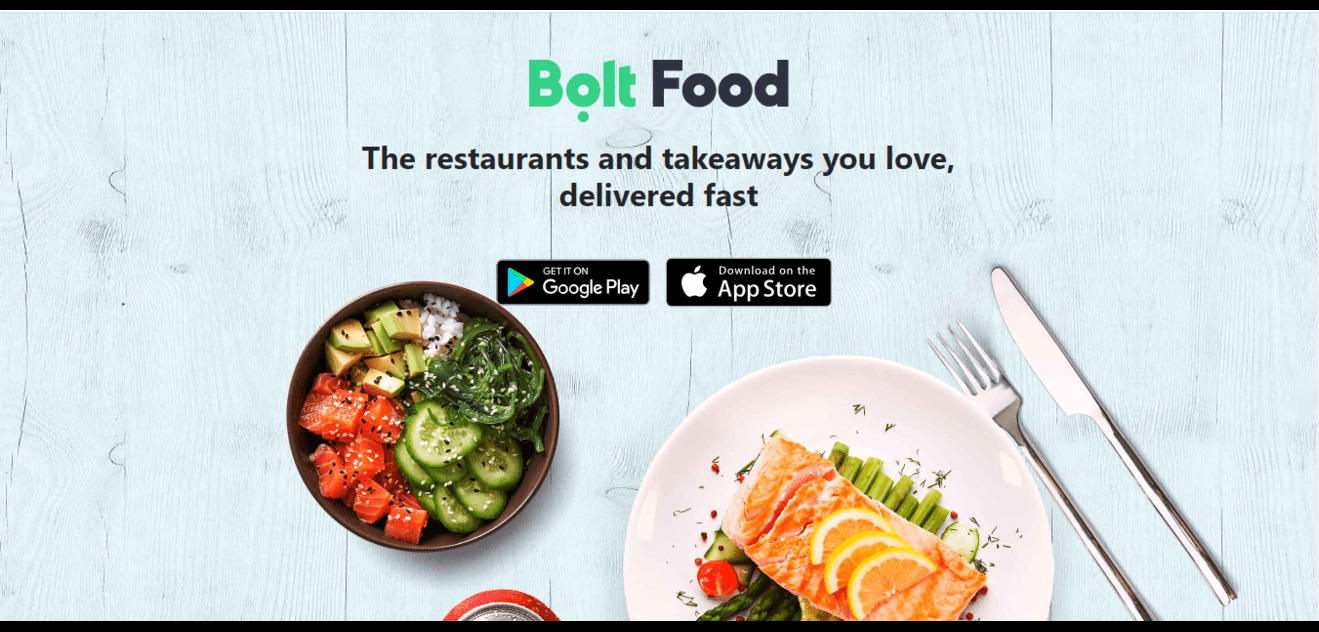 Bolt Food
The restaurants and takeaways you love,
delivered fast
GET IT ON
Google Play
Download on the
App Store